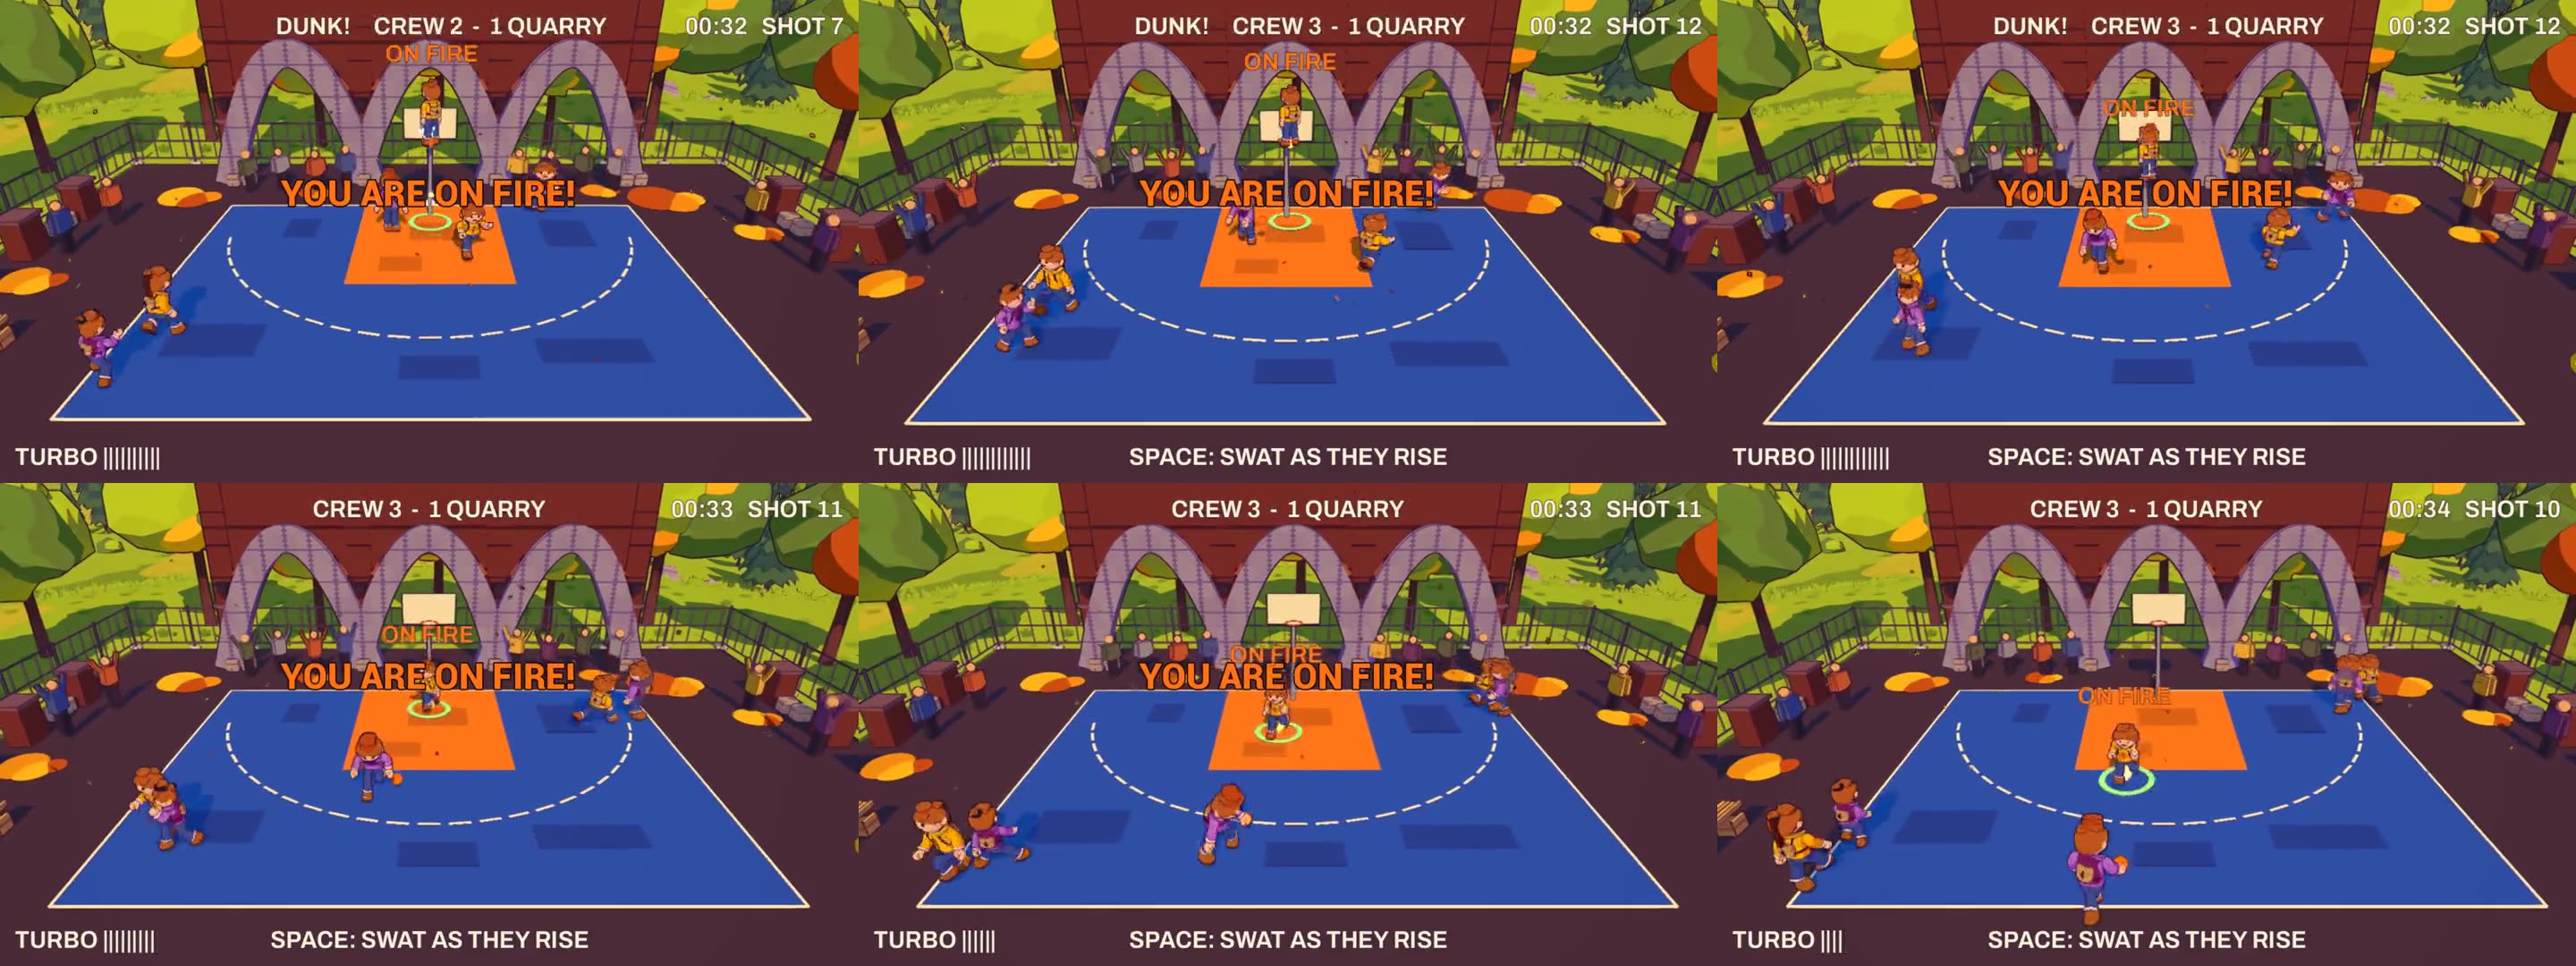 DUNK! CREW 2 - 1 QUARRY 00:32 SHOT 7
ON FIRE
YOU ARE ON FIRE!
TURBO |||||||||
DUNK! CREW 3 - 1 QUARRY 00:32 SHOT 12
ON FIRE
YOU ARE ON FIRE!
TURBO ||||||||||| SPACE: SWAT AS THEY RISE
DUNK! CREW 3 - 1 QUARRY 00:32 SHOT 12
ON FIRE
YOU ARE ON FIRE!
TURBO ||||||||||| SPACE: SWAT AS THEY RISE
CREW 3 - 1 QUARRY 00:33 SHOT 11
ON FIRE
YOU ARE ON FIRE!
TURBO ||||||||| SPACE: SWAT AS THEY RISE
CREW 3 - 1 QUARRY 00:33 SHOT 11
ON FIRE
YOU ARE ON FIRE!
TURBO |||||| SPACE: SWAT AS THEY RISE
CREW 3 - 1 QUARRY 00:34 SHOT 10
ON FIRE
TURBO |||| SPACE: SWAT AS THEY RISE